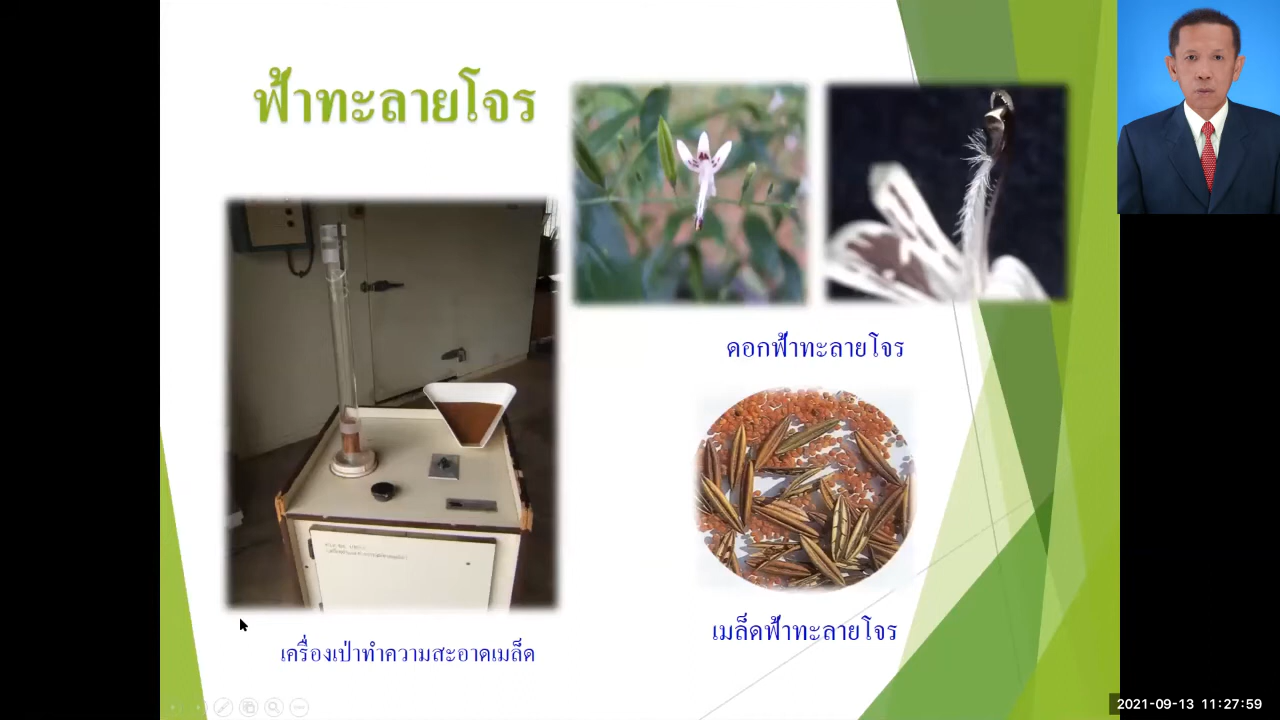 ฟ้าทะลายโจร
ดอกฟ้าทะลายโจร
เมล็ดฟ้าทะลายโจร
เครื่องเป่าทำความสะอาดเมล็ด
2021-09-13 11:27:59